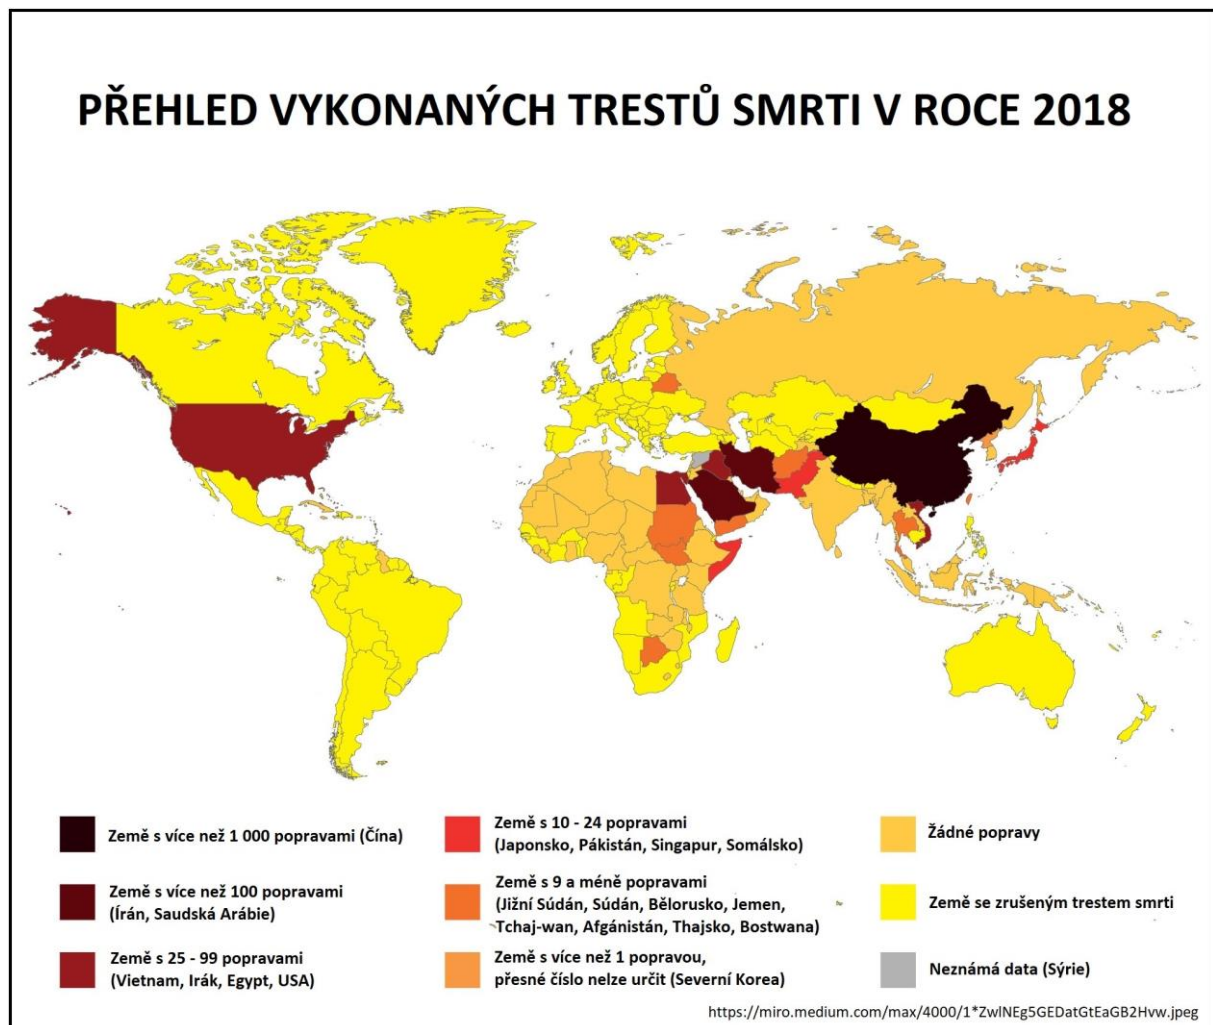 PŘEHLED VYKONANÝCH TRESTŮ SMRTI V ROCE 2018
Země s více než 1 000 popravami (Čína)
Země s více než 100 popravami
(Írán, Saudská Arábie)
Země s 25 - 99 popravami
(Vietnam, Irák, Egypt, USA)
Země s 10 - 24 popravami
(Japonsko, Pákistán, Singapur, Somálsko)
Země s 9 a méně popravami
(Jižní Súdán, Súdán, Bělorusko, Jemen,
Tchaj-wan, Afgánistán, Thajsko, Bostwana)
Země s více než 1 popravou,
přesné číslo nelze určit (Severní Korea)
Žádné popravy
Země se zrušeným trestem smrti
Neznámá data (Sýrie)
https://miro.medium.com/max/4000/1*ZwlNEg5GEDatGtEaGB2Hvw.jpeg